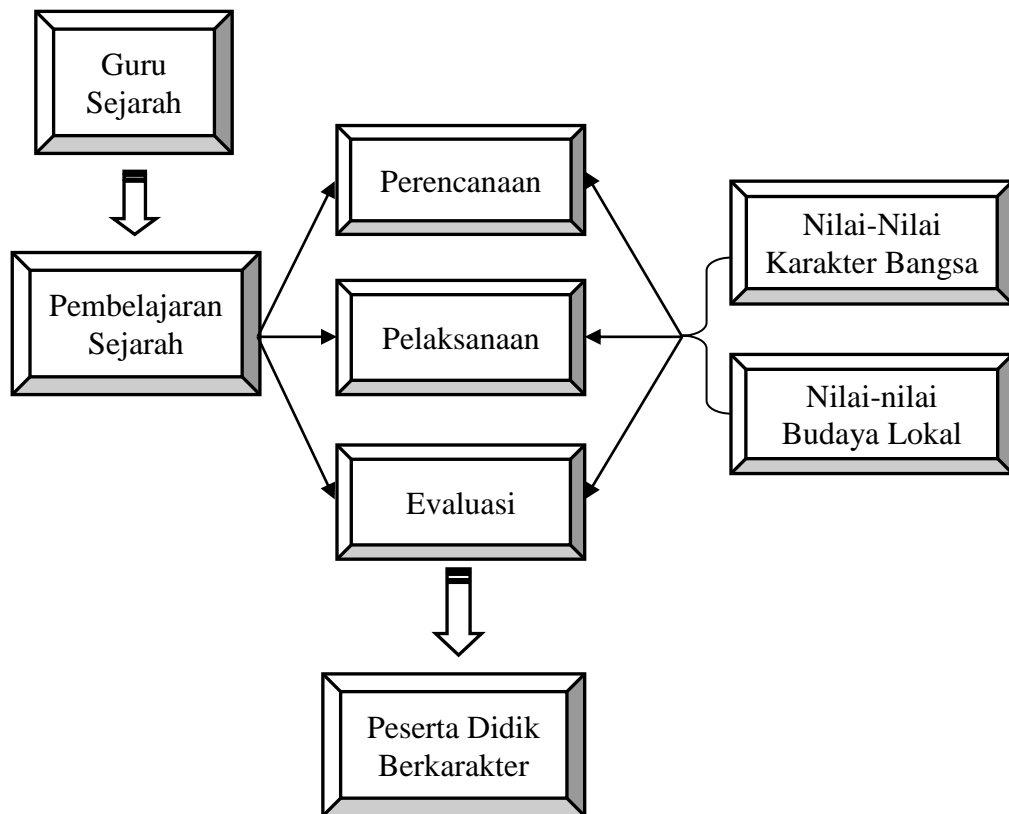 Guru
Sejarah
Pembelajaran
Sejarah
Perencanaan
Pelaksanaan
Evaluasi
Nilai-Nilai
Karakter Bangsa
Nilai-nilai
Budaya Lokal
Peserta Didik
Berkarakter